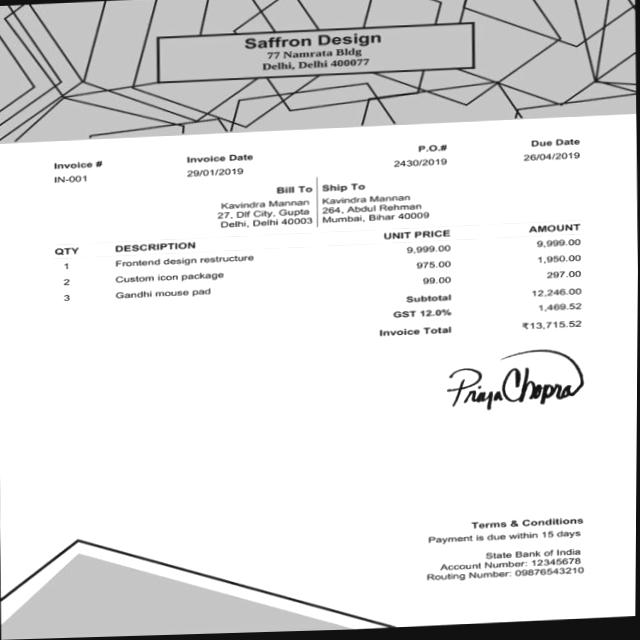 Saffron Design
77 Namrata Bldg
Delhi, Delhi 400077
Invoice # Invoice Date P.O.# Due Date
IN-001 29/01/2019 2430/2019 26/04/2019
Bill To Ship To
Kavindra Mannan Kavindra Mannan
27, Dlf City, Gupta 264, Abdul Rehman
Delhi, Delhi 40003 Mumbai, Bihar 40009
QTY DESCRIPTION UNIT PRICE AMOUNT
1 Frontend design restructure 9,999.00 9,999.00
2 Custom icon package 975.00 1,950.00
3 Gandhi mouse pad 99.00 297.00
Subtotal 12,246.00
GST 12.0% 1,469.52
Invoice Total ₹13,715.52
Priya Chopra
Terms & Conditions
Payment is due within 15 days
State Bank of India
Account Number: 12345678
Routing Number: 09876543210